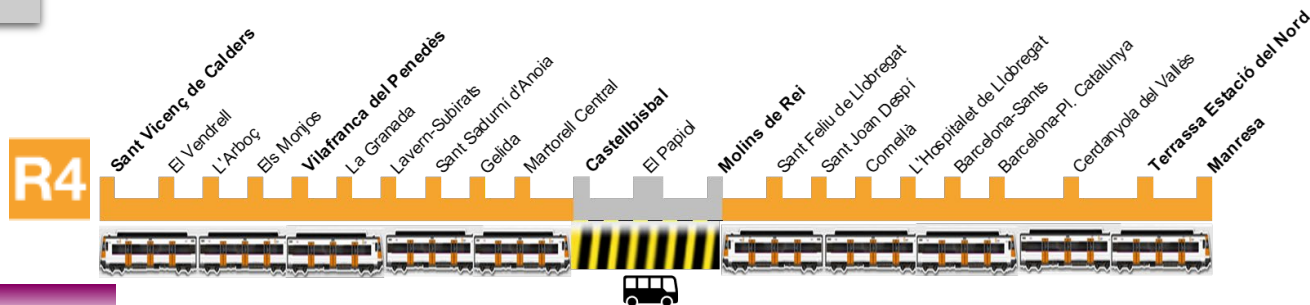 R4
Sant Vicenç de Calders
El Vendrell
L'Arboç
Els Monjos
Vilafranca del Penedès
La Granada
Lavern-Subirats
Sant Sadurní d'Anoia
Gelida
Martorell Central
Castellbisbal
El Papiol
Molins de Rei
Sant Feliu de Llobregat
Sant Joan Despí
Cornellà
L'Hospitalet de Llobregat
Barcelona-Sants
Barcelona-Pl. Catalunya
Cerdanyola del Vallès
Terrassa Estació del Nord
Manresa